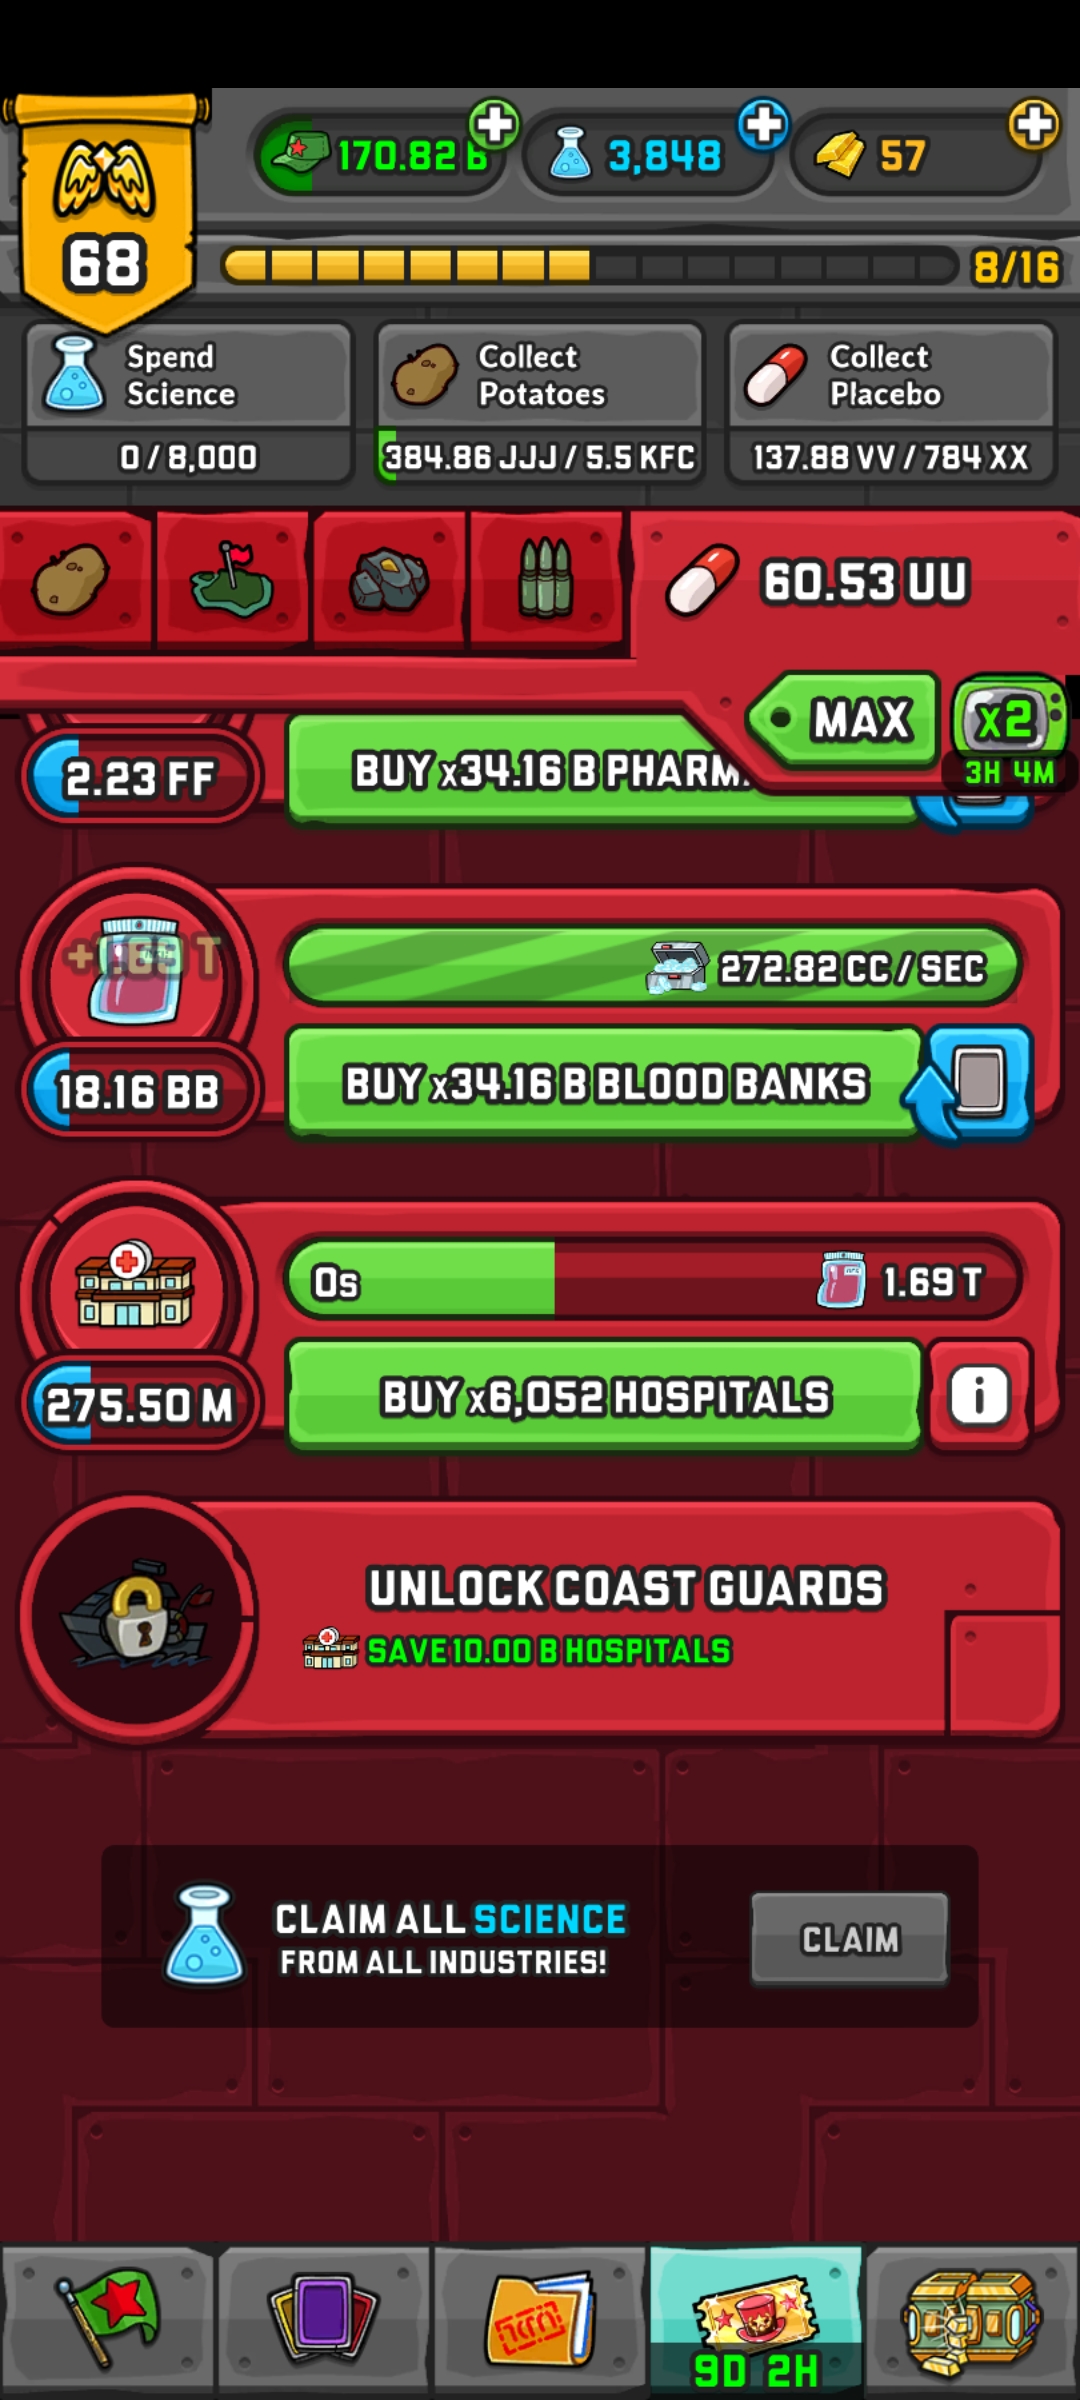 170.82 B
3,848
57
68
8/16
Spend
Science
0 / 8,000
Collect
Potatoes
384.86 JJJ / 5.5 KFC
Collect
Placebo
137.88 VV / 784 XX
60.53 UU
MAX
x2
3H 4M
2.23 FF
BUY x34.16 B PHARM.
+1.69 T
272.82 CC / SEC
18.16 BB
BUY x34.16 B BLOOD BANKS
0s
1.69 T
275.50 M
BUY x6,052 HOSPITALS
i
UNLOCK COAST GUARDS
SAVE 10.00 B HOSPITALS
CLAIM ALL SCIENCE
FROM ALL INDUSTRIES!
CLAIM
9D 2H